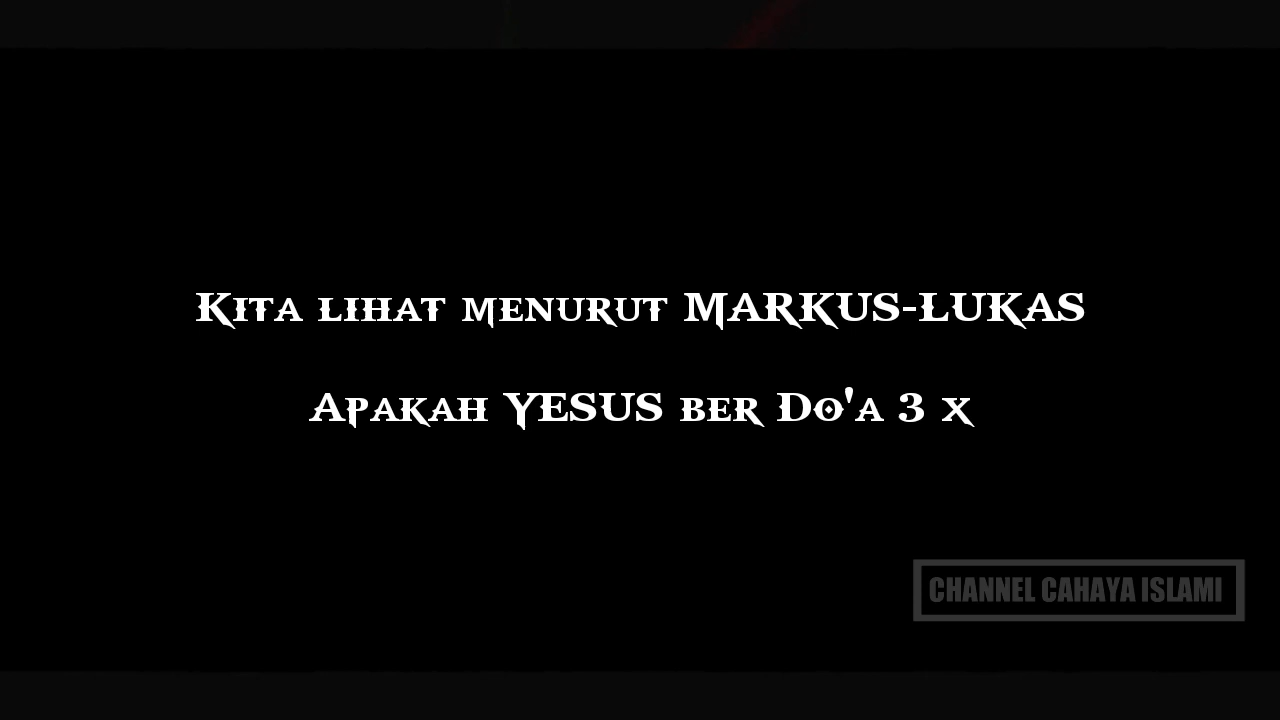 Kita lihat menurut MARKUS-LUKAS
Apakah YESUS ber Do'a 3 x
CHANNEL CAHAYA ISLAMI